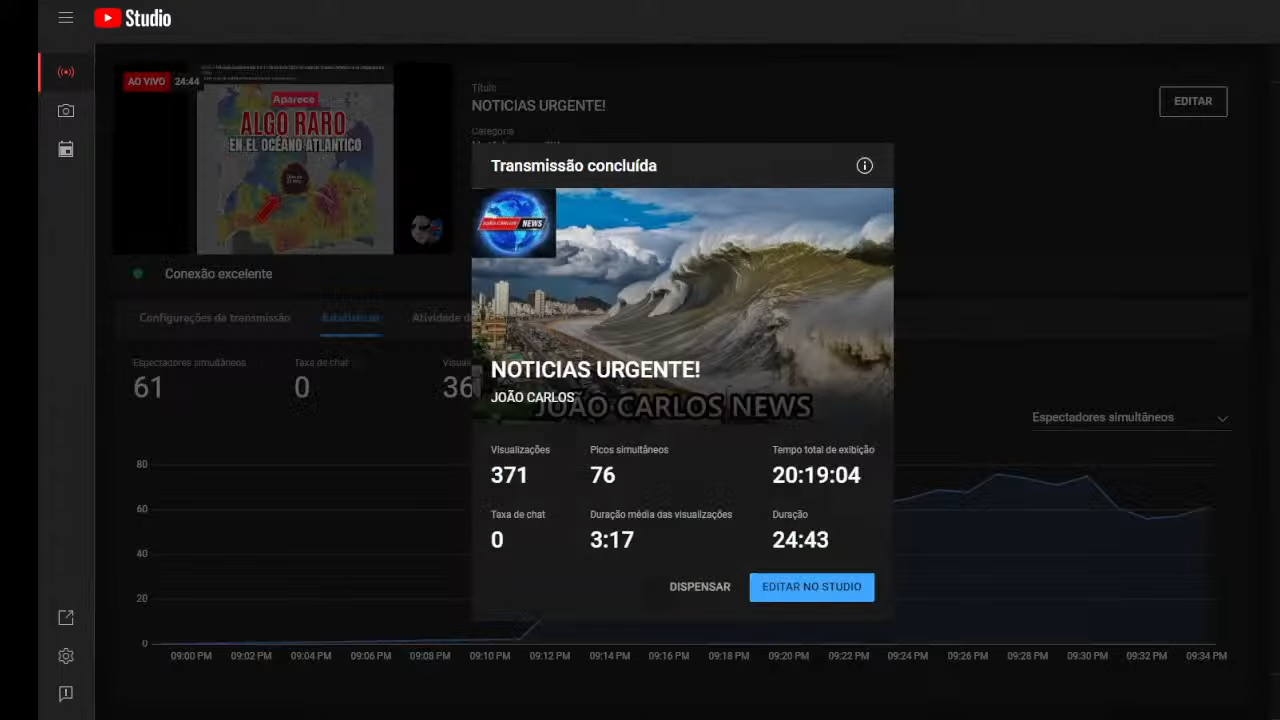 Studio
AO VIVO 24:44
Aparece
ALGO RARO
EN EL OCÉANO ATLANTICO
Título
NOTICIAS URGENTE!
Categoria
EDITAR
Conexão excelente
Configurações da transmissão
Estatísticas
Atividade d
Espectadores simultâneos
61
Taxa de chat
0
Visua
36
Transmissão concluída
JOÃO CARLOS NEWS
NOTICIAS URGENTE!
JOÃO CARLOS
JOÃO CARLOS NEWS
Visualizações
371
Picos simultâneos
76
Tempo total de exibição
20:19:04
Taxa de chat
0
Duração média das visualizações
3:17
Duração
24:43
DISPENSAR
EDITAR NO STUDIO
Espectadores simultâneos
80
60
40
20
0
09:00 PM 09:02 PM 09:04 PM 09:06 PM 09:08 PM 09:10 PM 09:12 PM 09:14 PM 09:16 PM 09:18 PM 09:20 PM 09:22 PM 09:24 PM 09:26 PM 09:28 PM 09:30 PM 09:32 PM 09:34 PM